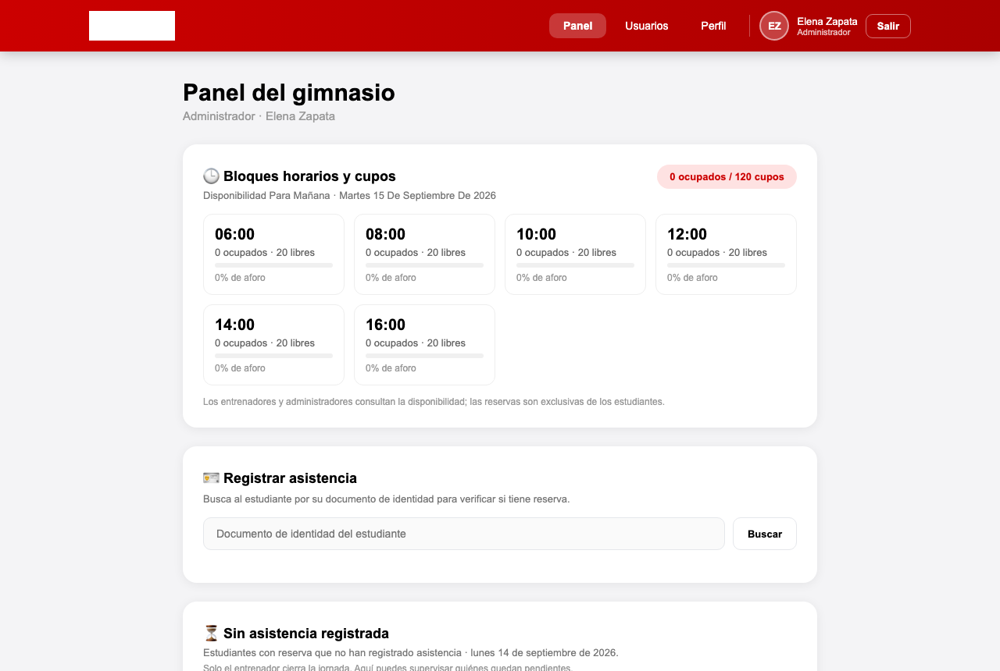 Panel
Usuarios
Perfil
EZ
Elena Zapata
Administrador
Salir
Panel del gimnasio
Administrador · Elena Zapata
Bloques horarios y cupos
0 ocupados / 120 cupos
Disponibilidad Para Mañana · Martes 15 De Septiembre De 2026
06:00
0 ocupados · 20 libres
0% de aforo
08:00
0 ocupados · 20 libres
0% de aforo
10:00
0 ocupados · 20 libres
0% de aforo
12:00
0 ocupados · 20 libres
0% de aforo
14:00
0 ocupados · 20 libres
0% de aforo
16:00
0 ocupados · 20 libres
0% de aforo
Los entrenadores y administradores consultan la disponibilidad; las reservas son exclusivas de los estudiantes.
Registrar asistencia
Busca al estudiante por su documento de identidad para verificar si tiene reserva.
Documento de identidad del estudiante
Buscar
Sin asistencia registrada
Estudiantes con reserva que no han registrado asistencia · lunes 14 de septiembre de 2026.
Solo el entrenador cierra la jornada. Aquí puedes supervisar quiénes quedan pendientes.